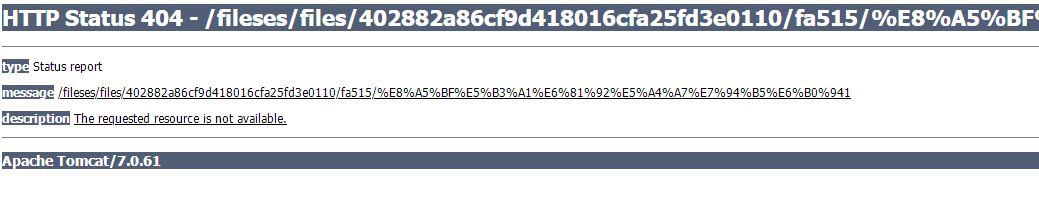 HTTP Status 404 - /fileses/files/402882a86cf9d418016cfa25fd3e0110/fa515/%E8%A5%BF%
type Status report
message /fileses/files/402882a86cf9d418016cfa25fd3e0110/fa515/%E8%A5%BF%E5%B3%A1%E6%81%92%E5%A4%A7%E7%94%B5%E6%B0%941
description The requested resource is not available.
Apache Tomcat/7.0.61